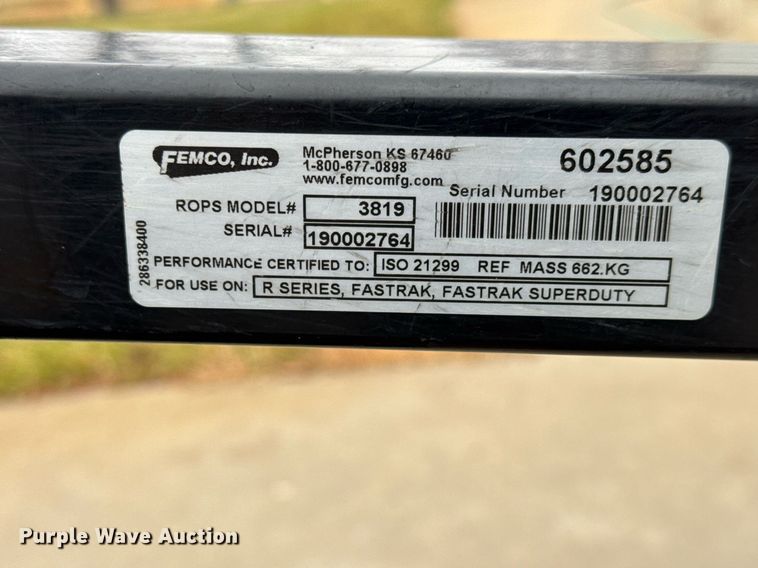 FEMCO, Inc.
McPherson KS 67460
1-800-677-0898
www.femcomfg.com
602585
Serial Number 190002764
ROPS MODEL# 3819
SERIAL# 190002764
PERFORMANCE CERTIFIED TO: ISO 21299 REF MASS 662.KG
FOR USE ON: R SERIES, FASTRAK, FASTRAK SUPERDUTY
286338400
Purple Wave Auction